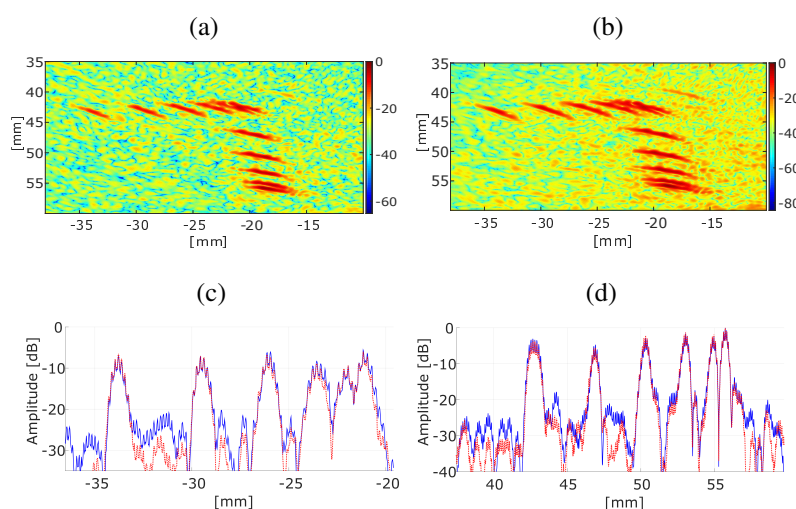 (a) (b)
35 0 35 0
40 40
45 -20 45 -20
[mm] [mm]
50 -40 50 -40
55 55 -60
-60 -80
-35 -30 -25 -20 -15 -35 -30 -25 -20 -15
[mm] [mm]
(c) (d)
0 0
-10 -10
-20 -20
-30 -30
-40
Amplitude [dB] Amplitude [dB]
-35 -30 -25 -20 40 45 50 55
[mm] [mm]